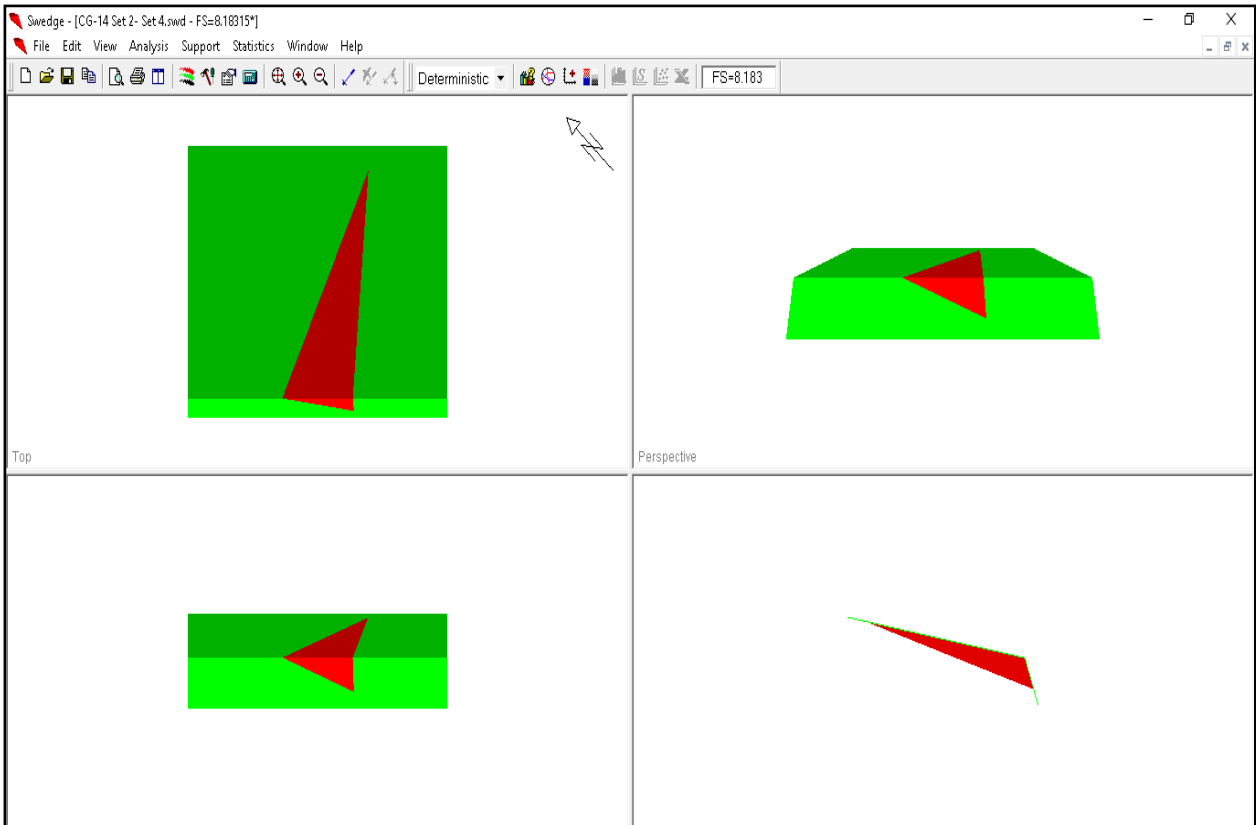 Swedge - [CG-14 Set 2- Set 4.swd - FS=8.18315*]
File Edit View Analysis Support Statistics Window Help
Deterministic FS=8.183
Top
Perspective